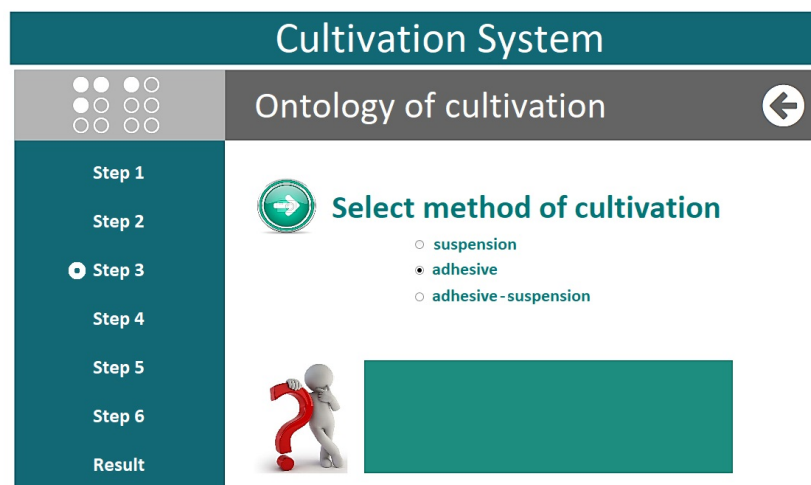 Cultivation System
Ontology of cultivation
Step 1
Step 2
Step 3
Step 4
Step 5
Step 6
Result
Select method of cultivation
suspension
adhesive
adhesive-suspension